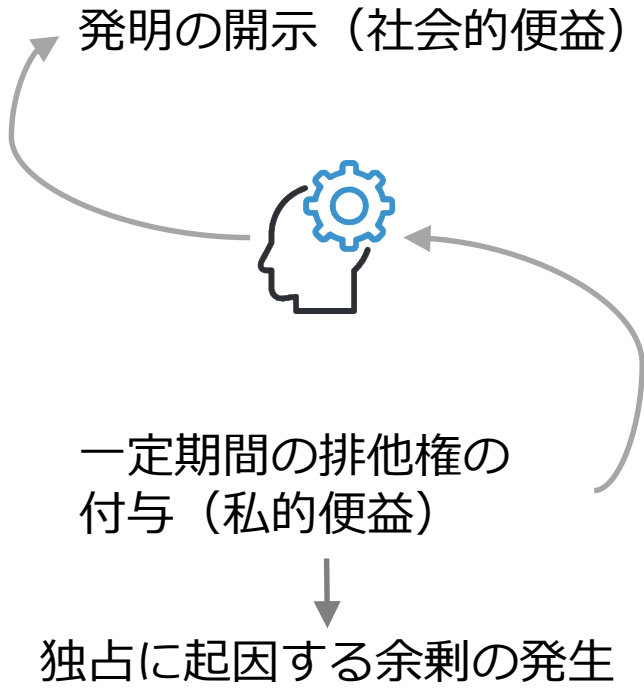 発明の開示（社会的便益）
一定期間の排他権の
付与（私的便益）
独占に起因する余剰の発生